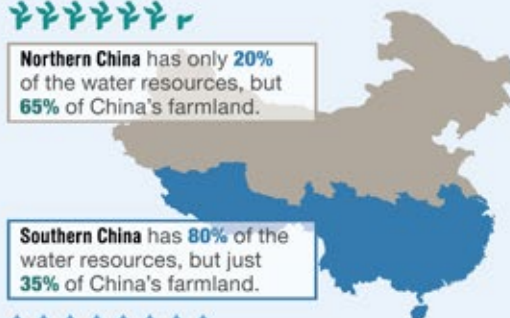 Northern China has only 20%
of the water resources, but
65% of China's farmland.
Southern China has 80% of the
water resources, but just
35% of China's farmland.